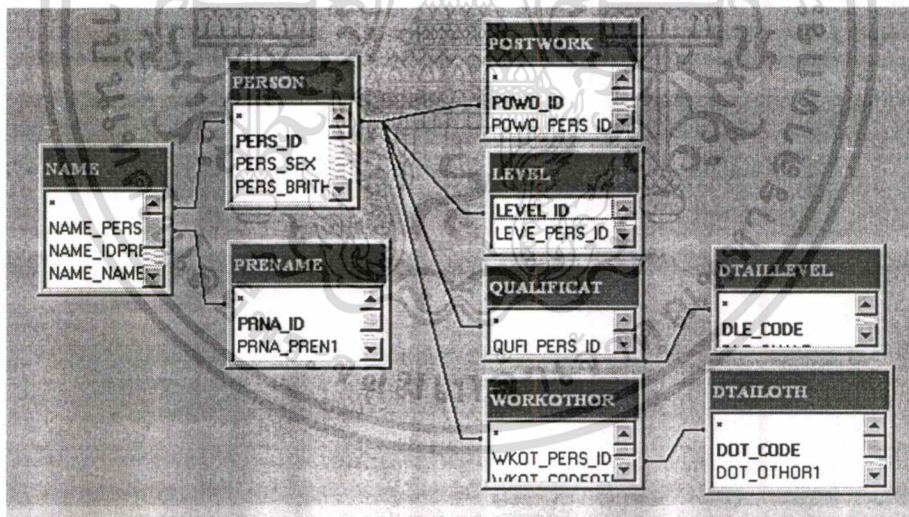 NAME
*
NAME_PERS
NAME_IDPRE
NAME_NAME
PERSON
*
PERS_ID
PERS_SEX
PERS_BRITH
PRENAME
*
PRNA_ID
PRNA_PREN1
POSTWORK
*
POWO_ID
POWO_PERS_ID
LEVEL
LEVEL_ID
LEVE_PERS_ID
QUALIFICAT
*
QUFI_PERS_ID
WORKOTHOR
*
WKOT_PERS_ID
DTAILLEVEL
*
DLE_CODE
DTAILOTH
*
DOT_CODE
DOT_OTHOR1